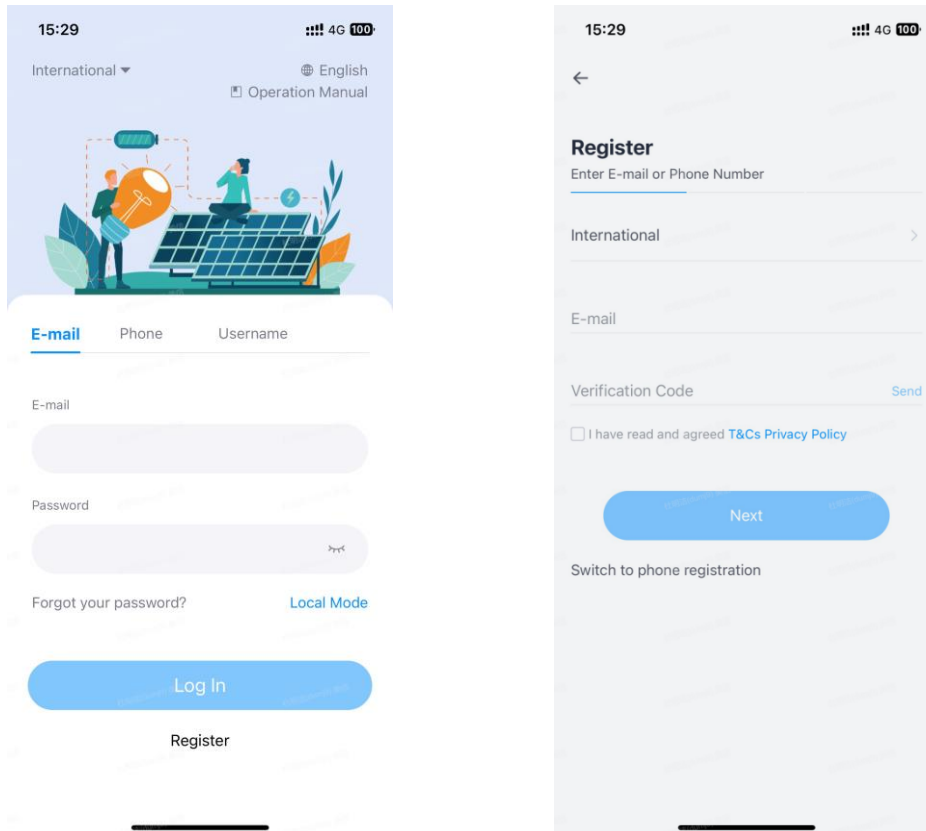 15:29
4G 100
International
English
Operation Manual
E-mail Phone Username
E-mail
Password
Forgot your password? Local Mode
Log In
Register
15:29
4G 100
Register
Enter E-mail or Phone Number
International
E-mail
Verification Code Send
I have read and agreed T&Cs Privacy Policy
Next
Switch to phone registration